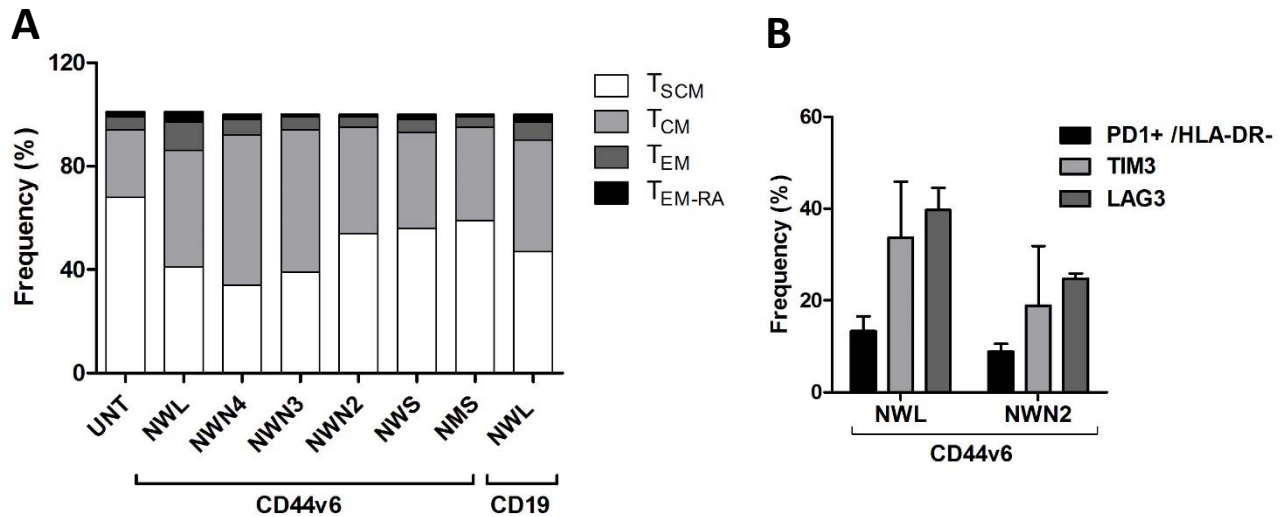 A
120
80
40
0
Frequency (%)
UNT
NWL
NWN4
NWN3
NWN2
NWS
NMS
NWL
CD44v6
CD19
TSCM
TCM
TEM
TEM-RA
B
60
40
20
0
Frequency (%)
NWL
NWN2
CD44v6
PD1+ /HLA-DR-
TIM3
LAG3